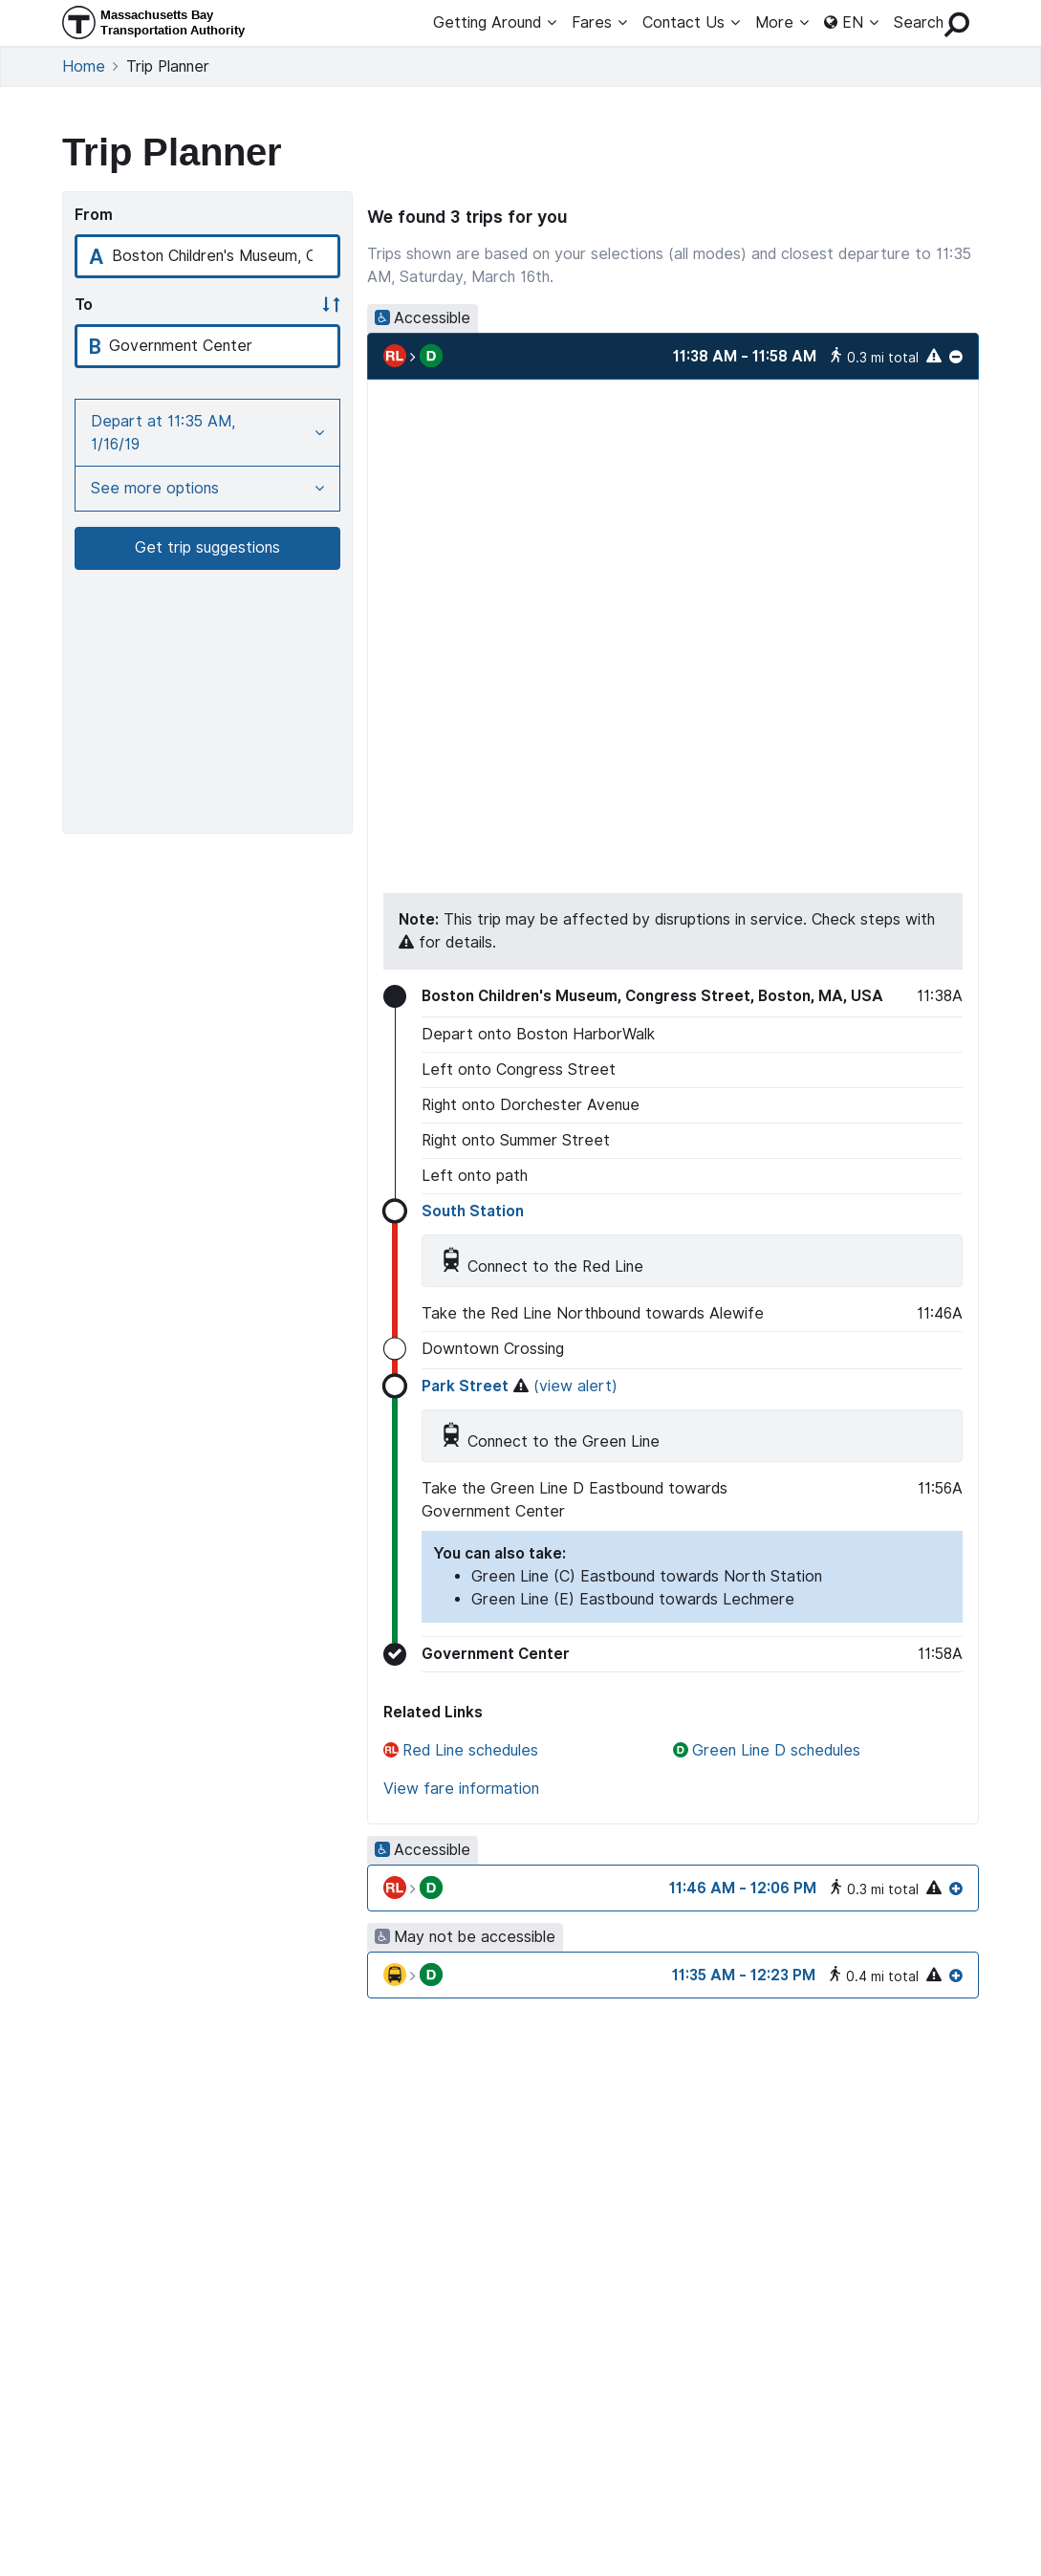 Massachusetts Bay
Transportation Authority
Getting Around Fares Contact Us More EN Search
Home Trip Planner
Trip Planner
From
A Boston Children's Museum, C
To
B Government Center
Depart at 11:35 AM,
1/16/19
See more options
Get trip suggestions
We found 3 trips for you
Trips shown are based on your selections (all modes) and closest departure to 11:35
AM, Saturday, March 16th.
Accessible
RL D 11:38 AM - 11:58 AM 0.3 mi total
Note: This trip may be affected by disruptions in service. Check steps with
for details.
Boston Children's Museum, Congress Street, Boston, MA, USA 11:38A
Depart onto Boston HarborWalk
Left onto Congress Street
Right onto Dorchester Avenue
Right onto Summer Street
Left onto path
South Station
Connect to the Red Line
Take the Red Line Northbound towards Alewife 11:46A
Downtown Crossing
Park Street (view alert)
Connect to the Green Line
Take the Green Line D Eastbound towards 11:56A
Government Center
You can also take:
• Green Line (C) Eastbound towards North Station
• Green Line (E) Eastbound towards Lechmere
Government Center 11:58A
Related Links
RL Red Line schedules D Green Line D schedules
View fare information
Accessible
RL D 11:46 AM - 12:06 PM 0.3 mi total
May not be accessible
D 11:35 AM - 12:23 PM 0.4 mi total